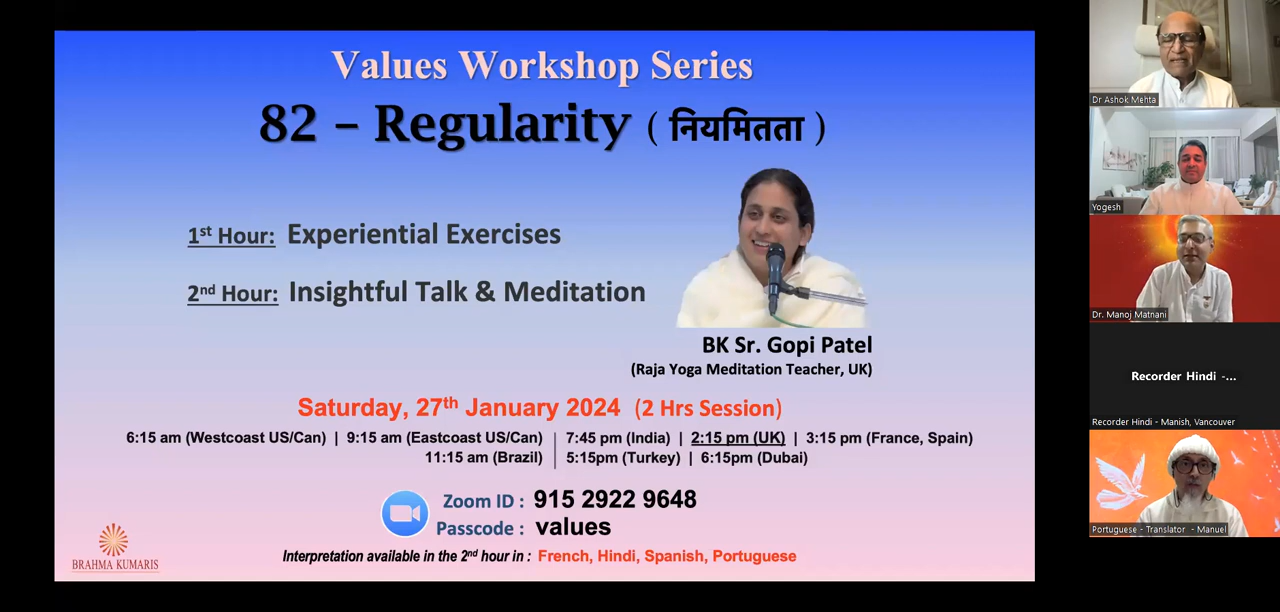 Values Workshop Series
82 – Regularity ( नियमितता )
1st Hour: Experiential Exercises
2nd Hour: Insightful Talk & Meditation
BK Sr. Gopi Patel
(Raja Yoga Meditation Teacher, UK)
Saturday, 27th January 2024 (2 Hrs Session)
6:15 am (Westcoast US/Can) | 9:15 am (Eastcoast US/Can) | 7:45 pm (India) | 2:15 pm (UK) | 3:15 pm (France, Spain)
11:15 am (Brazil) | 5:15pm (Turkey) | 6:15pm (Dubai)
Zoom ID : 915 2922 9648
Passcode : values
Interpretation available in the 2nd hour in : French, Hindi, Spanish, Portuguese
BRAHMA KUMARIS
Dr Ashok Mehta
Yogesh
Dr. Manoj Matnani
Recorder Hindi -...
Recorder Hindi - Manish, Vancouver
Portuguese - Translator - Manuel